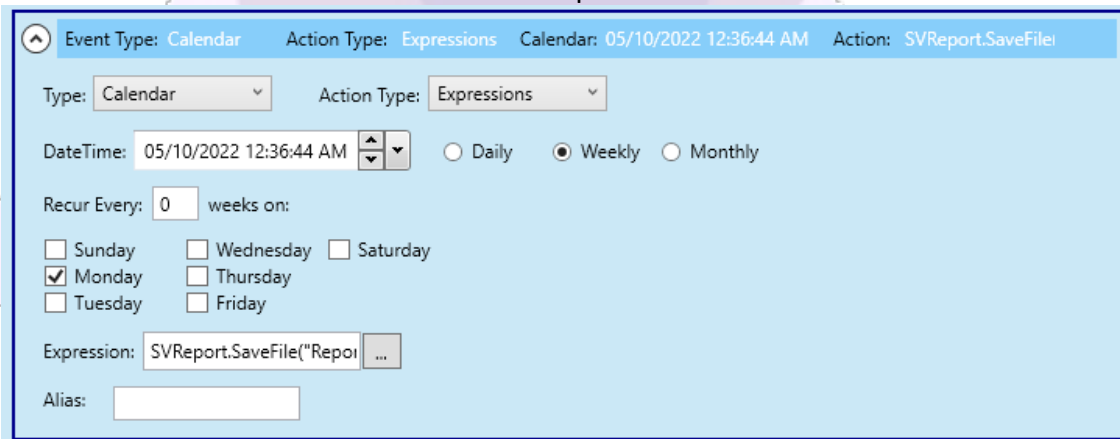 Event Type: Calendar Action Type: Expressions Calendar: 05/10/2022 12:36:44 AM Action: SVReport.SaveFile(
Type: Calendar Action Type: Expressions
DateTime: 05/10/2022 12:36:44 AM Daily Weekly Monthly
Recur Every: 0 weeks on:
Sunday Wednesday Saturday
Monday Thursday
Tuesday Friday
Expression: SVReport.SaveFile("Repor ...
Alias: